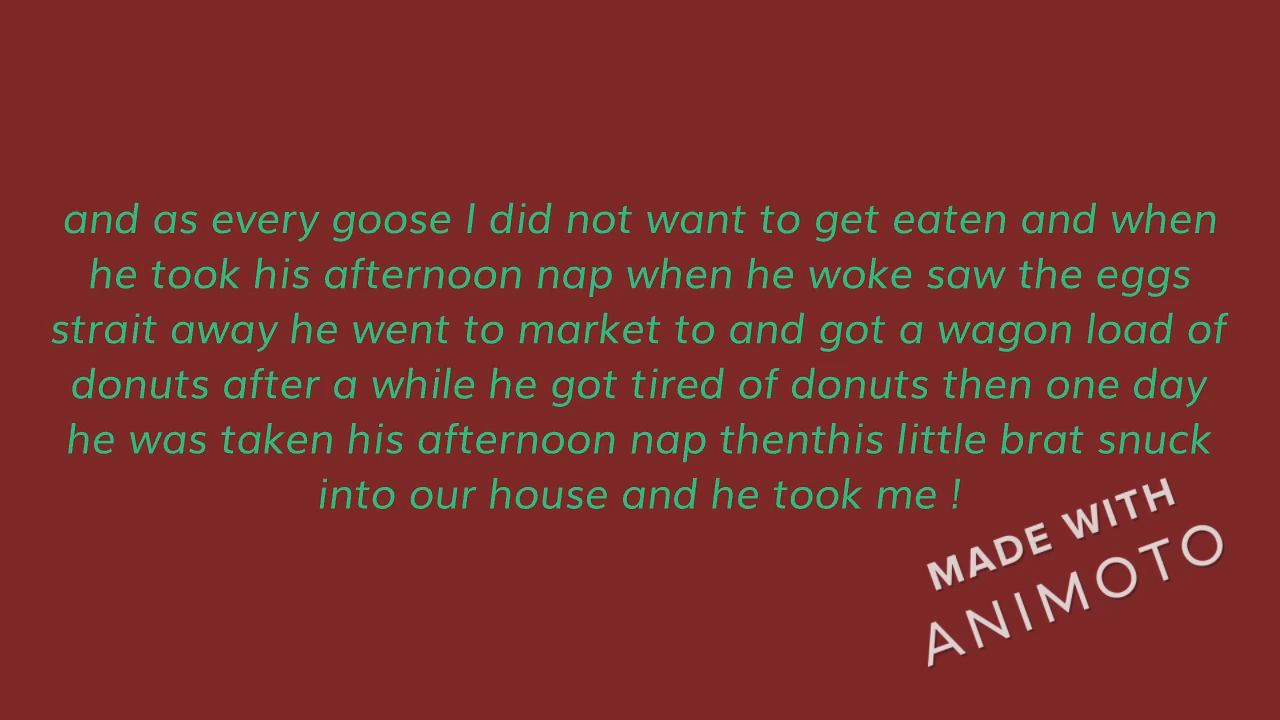 and as every goose I did not want to get eaten and when
he took his afternoon nap when he woke saw the eggs
strait away he went to market to and got a wagon load of
donuts after a while he got tired of donuts then one day
he was taken his afternoon nap thenthis little brat snuck
into our house and he took me !
MADE WITH
ANIMOTO